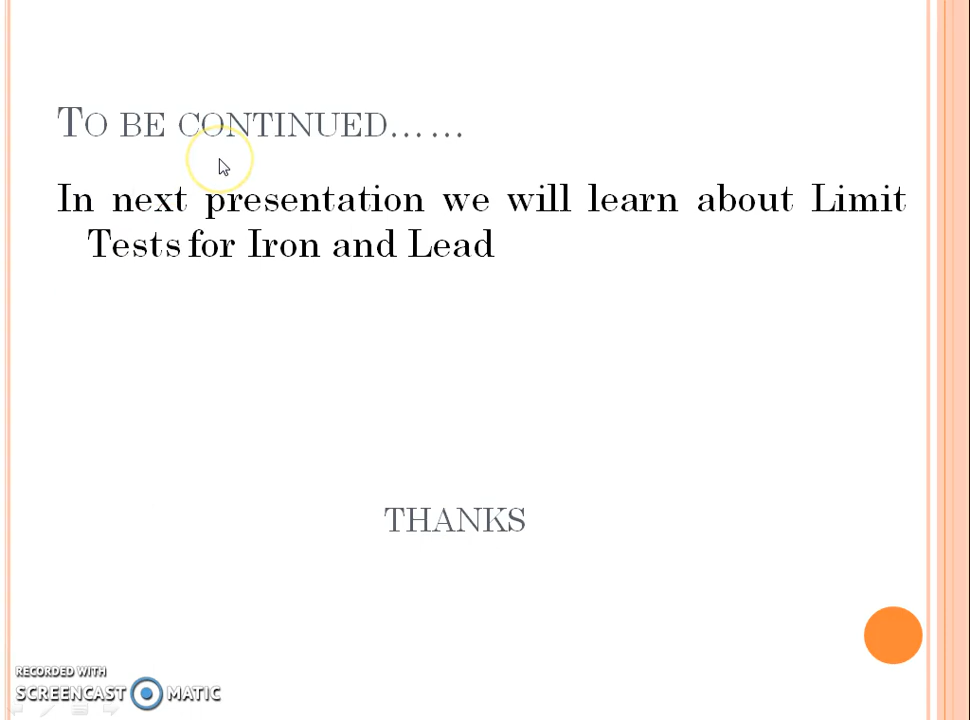 TO BE CONTINUED……
In next presentation we will learn about Limit
Tests for Iron and Lead
THANKS
RECORDED WITH
SCREENCAST MATIC